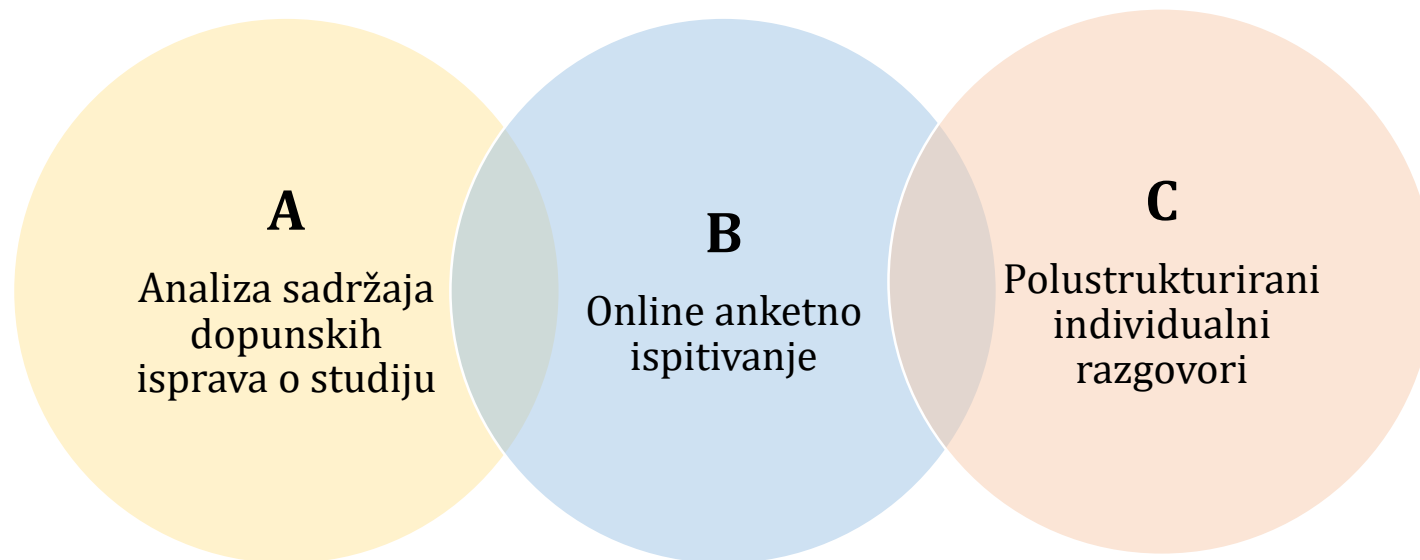 A
Analiza sadržaja
dopunskih
isprava o studiju
B
Online anketno
ispitivanje
C
Polustrukturirani
individualni
razgovori